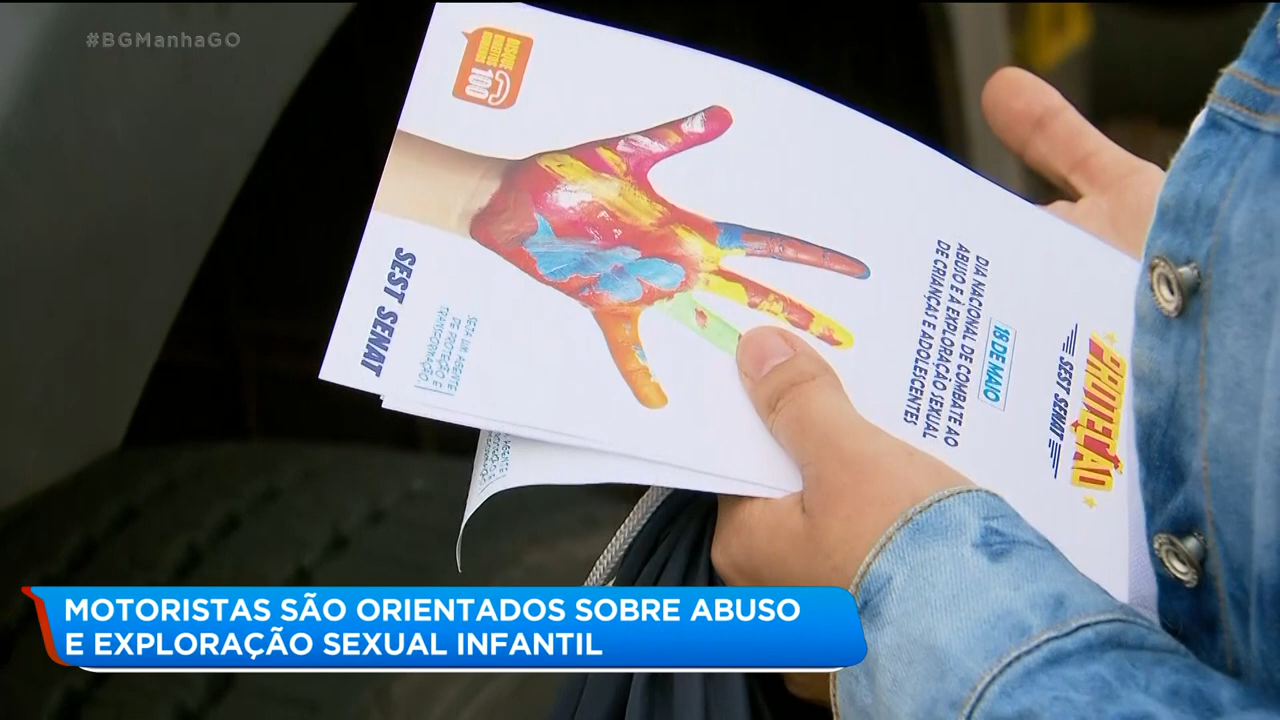 #BGManhaGO
DISQUE
DIREITOS
HUMANOS
100
SEST SENAT
SEJA UM AGENTE
DE PROTEÇÃO E
TRANSFORMAÇÃO
18 DE MAIO
DIA NACIONAL DE COMBATE AO
ABUSO E À EXPLORAÇÃO SEXUAL
DE CRIANÇAS E ADOLESCENTES
PROTEÇÃO
SEST SENAT
MOTORISTAS SÃO ORIENTADOS SOBRE ABUSO
E EXPLORAÇÃO SEXUAL INFANTIL